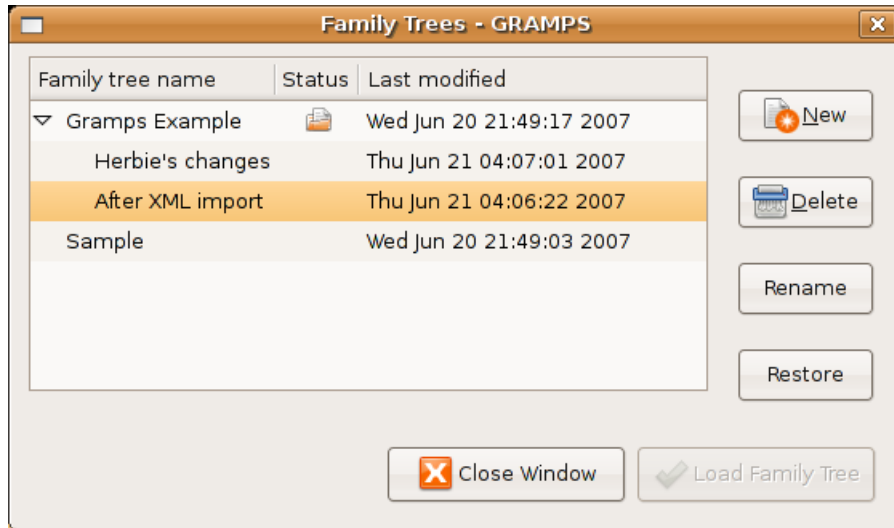 Family Trees - GRAMPS
Family tree name Status Last modified
Gramps Example Wed Jun 20 21:49:17 2007
Herbie's changes Thu Jun 21 04:07:01 2007
After XML import Thu Jun 21 04:06:22 2007
Sample Wed Jun 20 21:49:03 2007
New
Delete
Rename
Restore
Close Window Load Family Tree